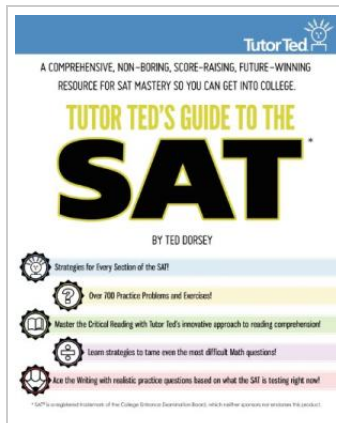 Tutor Ted
A COMPREHENSIVE, NON-BORING, SCORE-RAISING, FUTURE-WINNING
RESOURCE FOR SAT MASTERY SO YOU CAN GET INTO COLLEGE.
TUTOR TED'S GUIDE TO THE
SAT*
BY TED DORSEY
Strategies for Every Section of the SAT!
Over 700 Practice Problems and Exercises!
Master the Critical Reading with Tutor Ted's innovative approach to reading comprehension!
Learn strategies to tame even the most difficult Math questions!
Ace the Writing with realistic practice questions based on what the SAT is testing right now!
* SAT® is a registered trademark of the College Entrance Examination Board, which neither sponsors nor endorses this product.